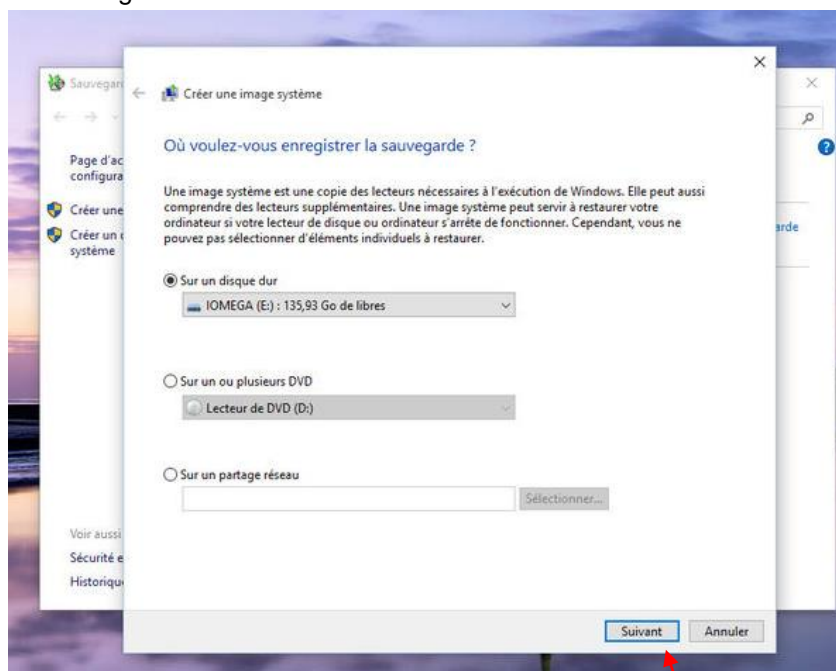 Sauvegar
Créer une image système
Où voulez-vous enregistrer la sauvegarde ?
Page d'ac
configura
Une image système est une copie des lecteurs nécessaires à l'exécution de Windows. Elle peut aussi
comprendre des lecteurs supplémentaires. Une image système peut servir à restaurer votre
ordinateur si votre lecteur de disque ou ordinateur s'arrête de fonctionner. Cependant, vous ne
pouvez pas sélectionner d'éléments individuels à restaurer.
Créer une
Créer un
système
arde
Sur un disque dur
IOMEGA (E:) : 135,93 Go de libres
Sur un ou plusieurs DVD
Lecteur de DVD (D:)
Sur un partage réseau
Sélectionner...
Voir aussi
Sécurité e
Historiqu
Suivant Annuler